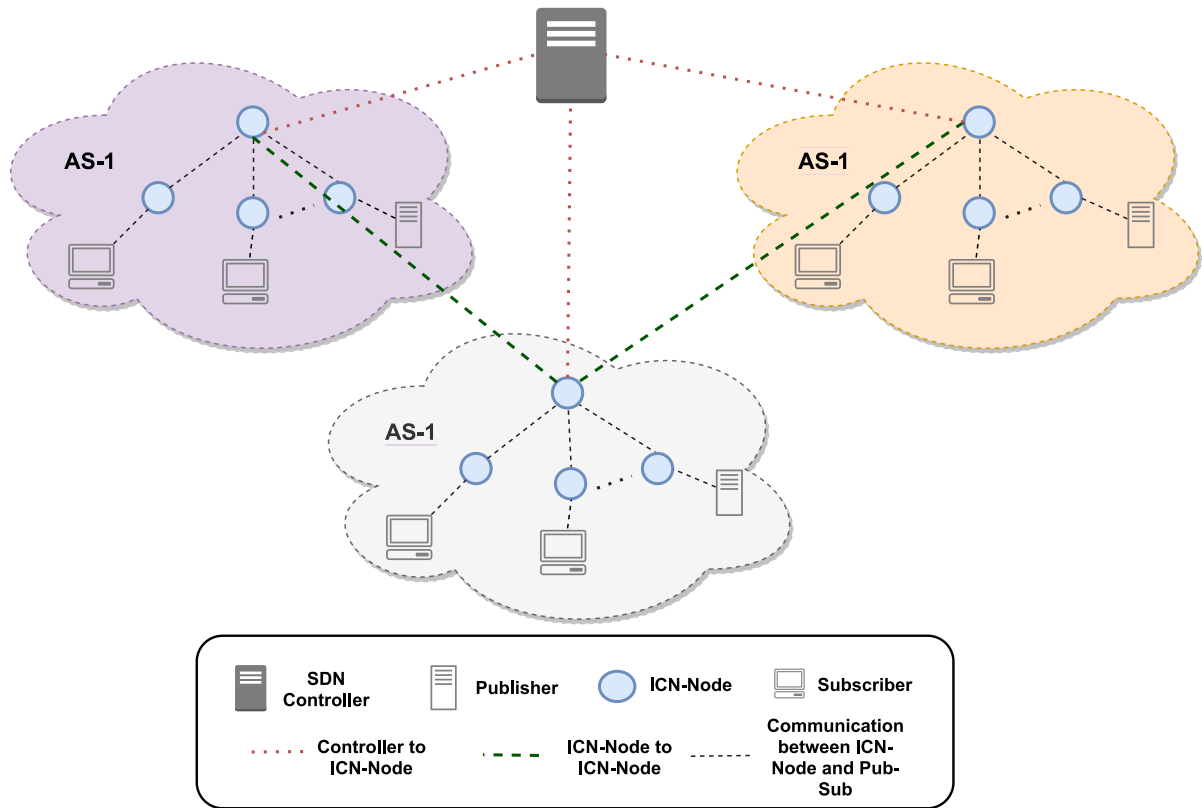 AS-1
AS-1
AS-1
SDN
Controller
Publisher
ICN-Node
Subscriber
Controller to
ICN-Node
ICN-Node to
ICN-Node
Communication
between ICN-
Node and Pub-
Sub